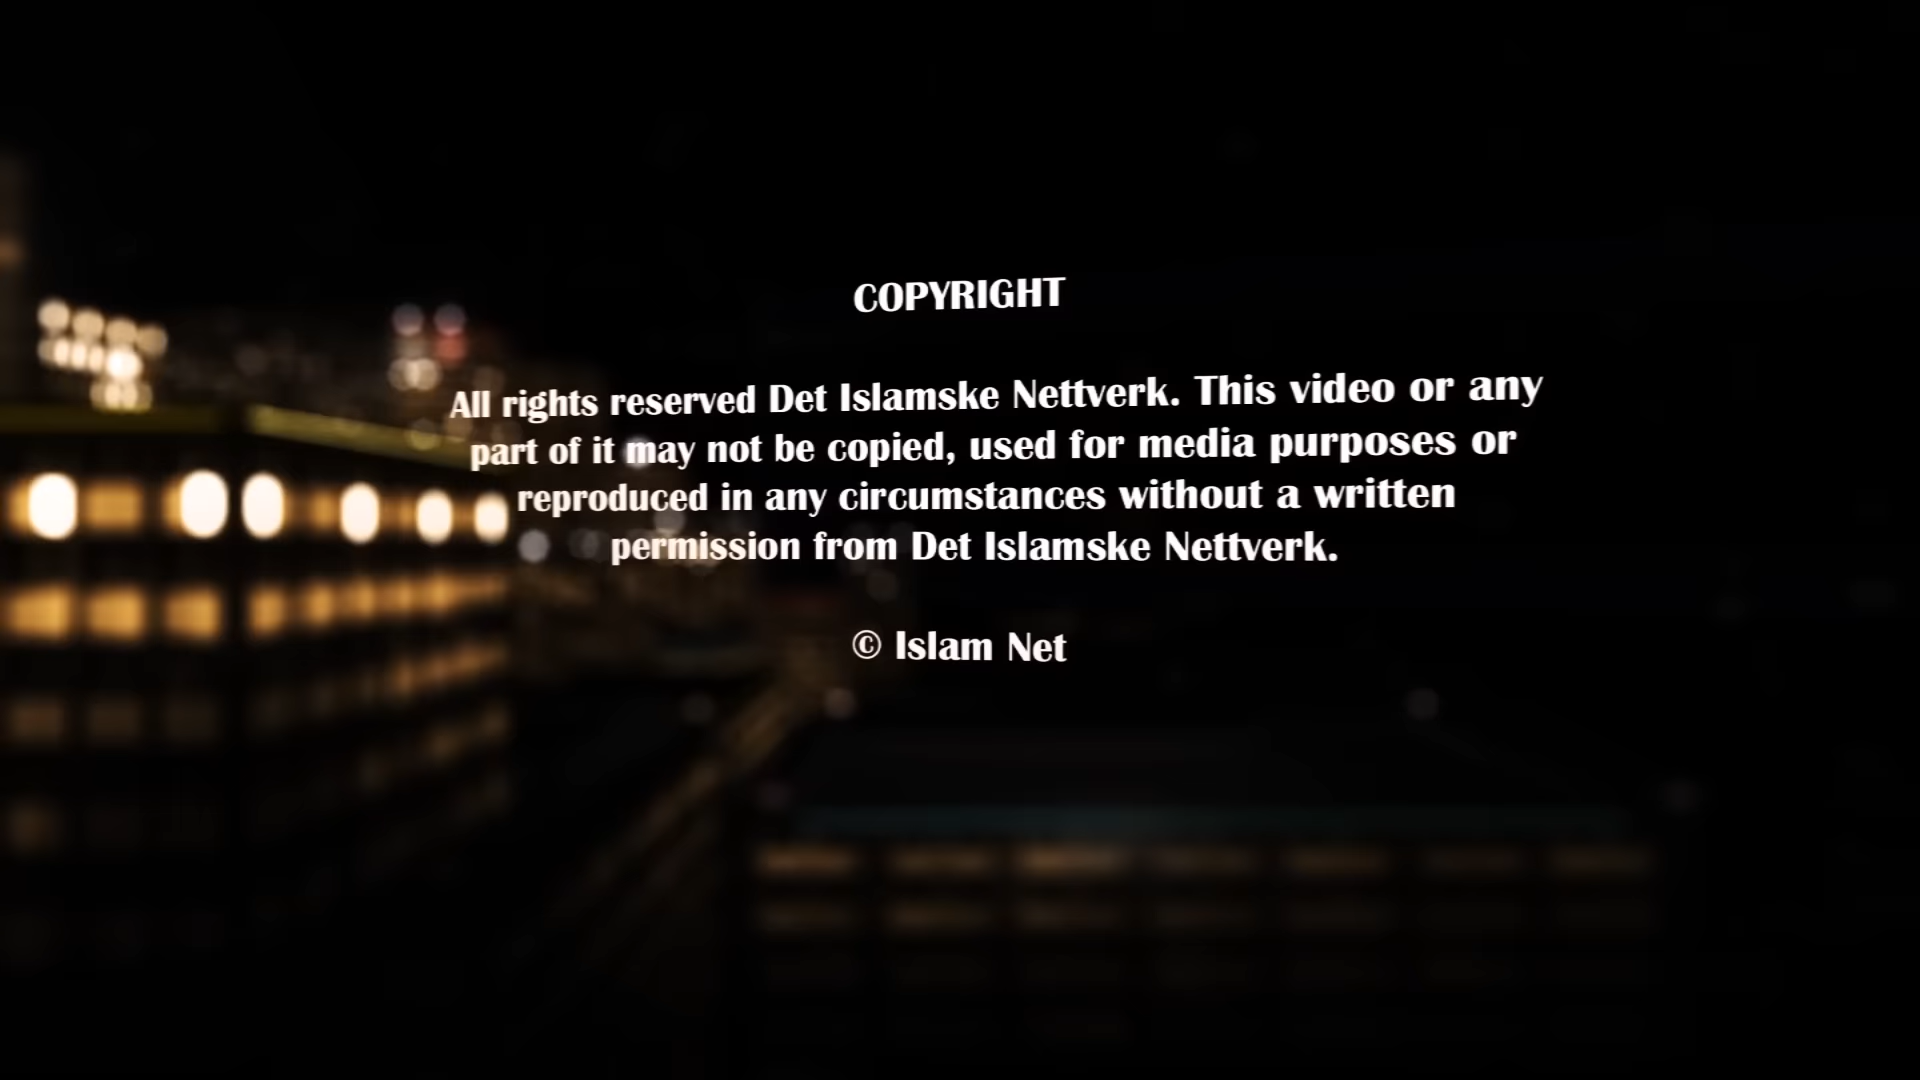 COPYRIGHT
All rights reserved Det Islamske Nettverk. This video or any
part of it may not be copied, used for media purposes or
reproduced in any circumstances without a written
permission from Det Islamske Nettverk.
© Islam Net